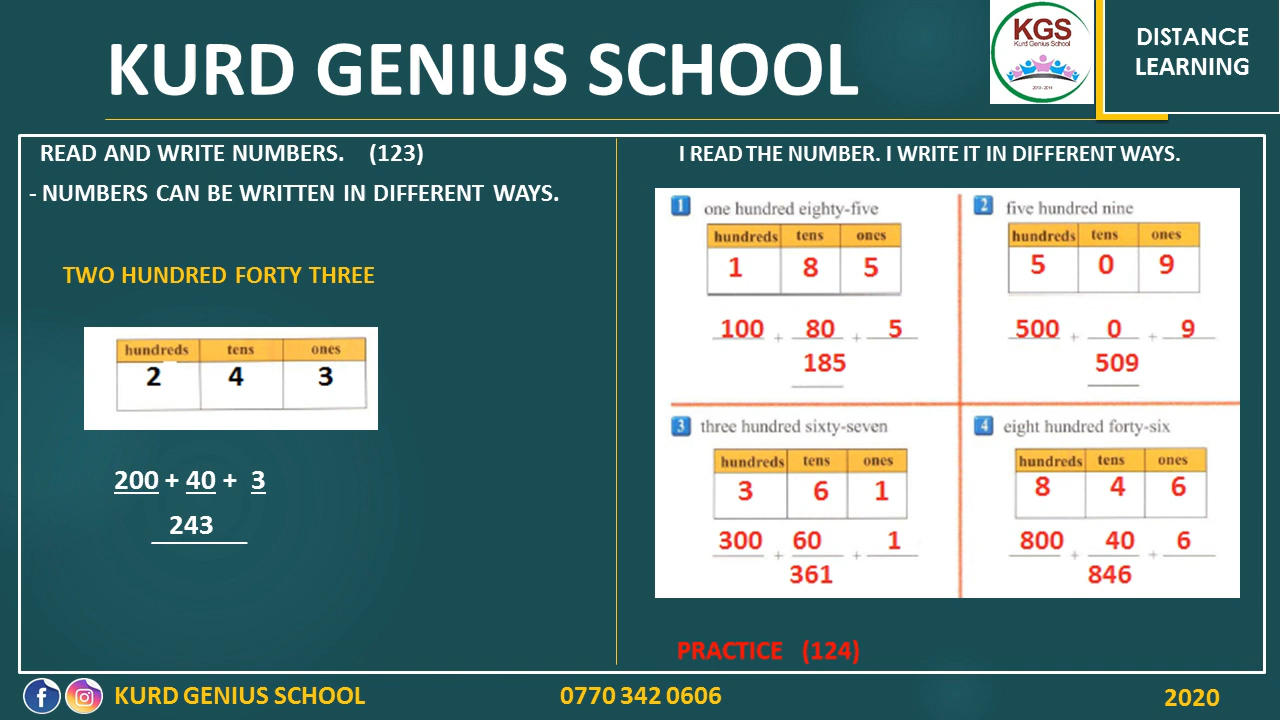 KURD GENIUS SCHOOL
KGS
Kurd Genius School
DISTANCE
LEARNING
READ AND WRITE NUMBERS. (123)
- NUMBERS CAN BE WRITTEN IN DIFFERENT WAYS.
TWO HUNDRED FORTY THREE
hundreds tens ones
2 4 3
200 + 40 + 3
243
I READ THE NUMBER. I WRITE IT IN DIFFERENT WAYS.
1 one hundred eighty-five
hundreds tens ones
1 8 5
100 + 80 + 5
185
2 five hundred nine
hundreds tens ones
5 0 9
500 + 0 + 9
509
3 three hundred sixty-seven
hundreds tens ones
3 6 1
300 + 60 + 1
361
4 eight hundred forty-six
hundreds tens ones
8 4 6
800 + 40 + 6
846
PRACTICE (124)
f KURD GENIUS SCHOOL
0770 342 0606
2020